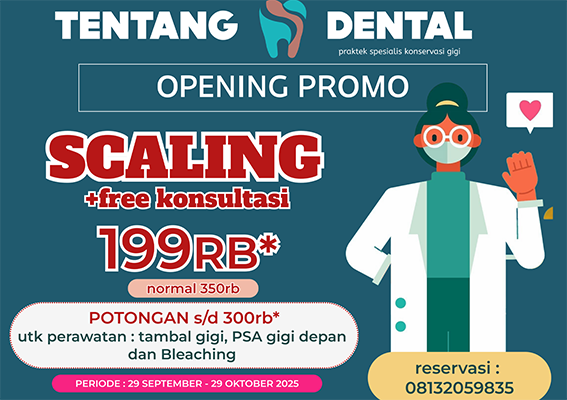 TENTANG DENTAL
praktek spesialis konservasi gigi
OPENING PROMO
SCALING
+free konsultasi
199RB*
normal 350rb
POTONGAN s/d 300rb*
utk perawatan : tambal gigi, PSA gigi depan
dan Bleaching
PERIODE : 29 SEPTEMBER - 29 OKTOBER 2025
reservasi :
08132059835